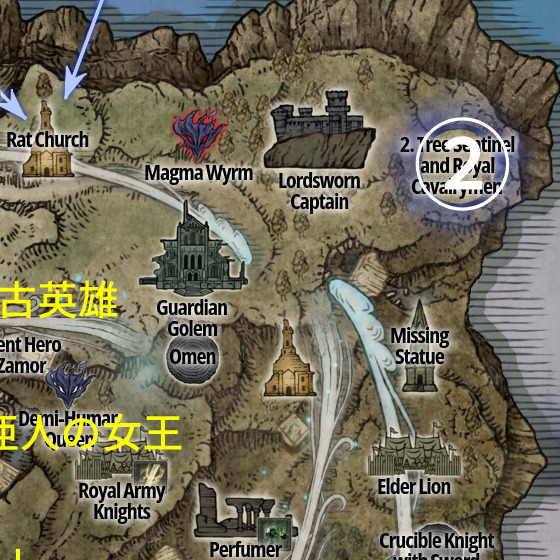 Rat Church
Magma Wyrm
Lordsworn
Captain
2. Tree Sentinel
and Royal
Cavalrymen
2
Guardian
Golem
古英雄
Omen
Missing
Statue
ent Hero
Zamor
Demi-Human
Queen
亜人の女王
Royal Army
Knights
Elder Lion
Perfumer
Crucible Knight
with Sword